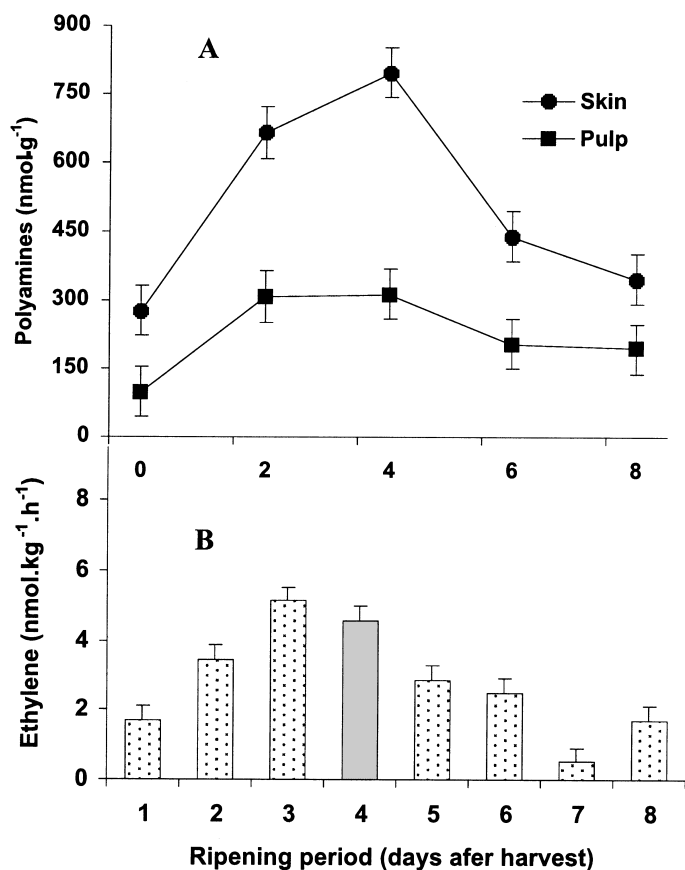 900
A
750
Skin
Pulp
600
450
300
150
0
Polyamines (nmol.g-1)
0 2 4 6 8
8
B
6
4
2
0
Ethylene (nmol.kg-1.h-1)
1 2 3 4 5 6 7 8
Ripening period (days afer harvest)